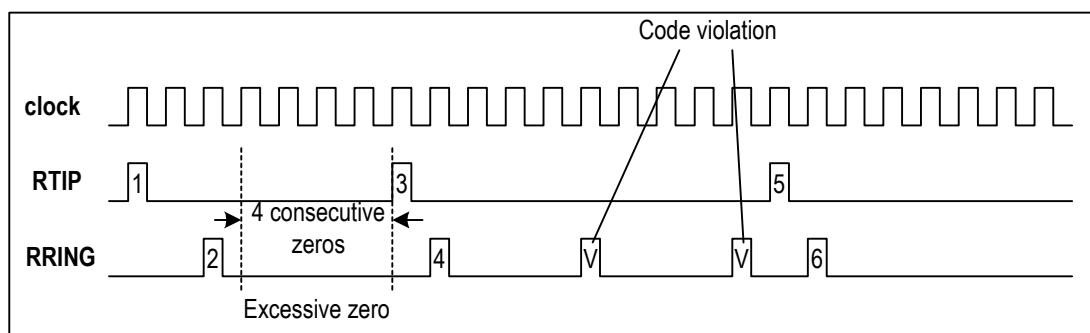 Code violation
clock
RTIP
1
3
5
4 consecutive
zeros
RRING
2
4
V
V
6
Excessive zero